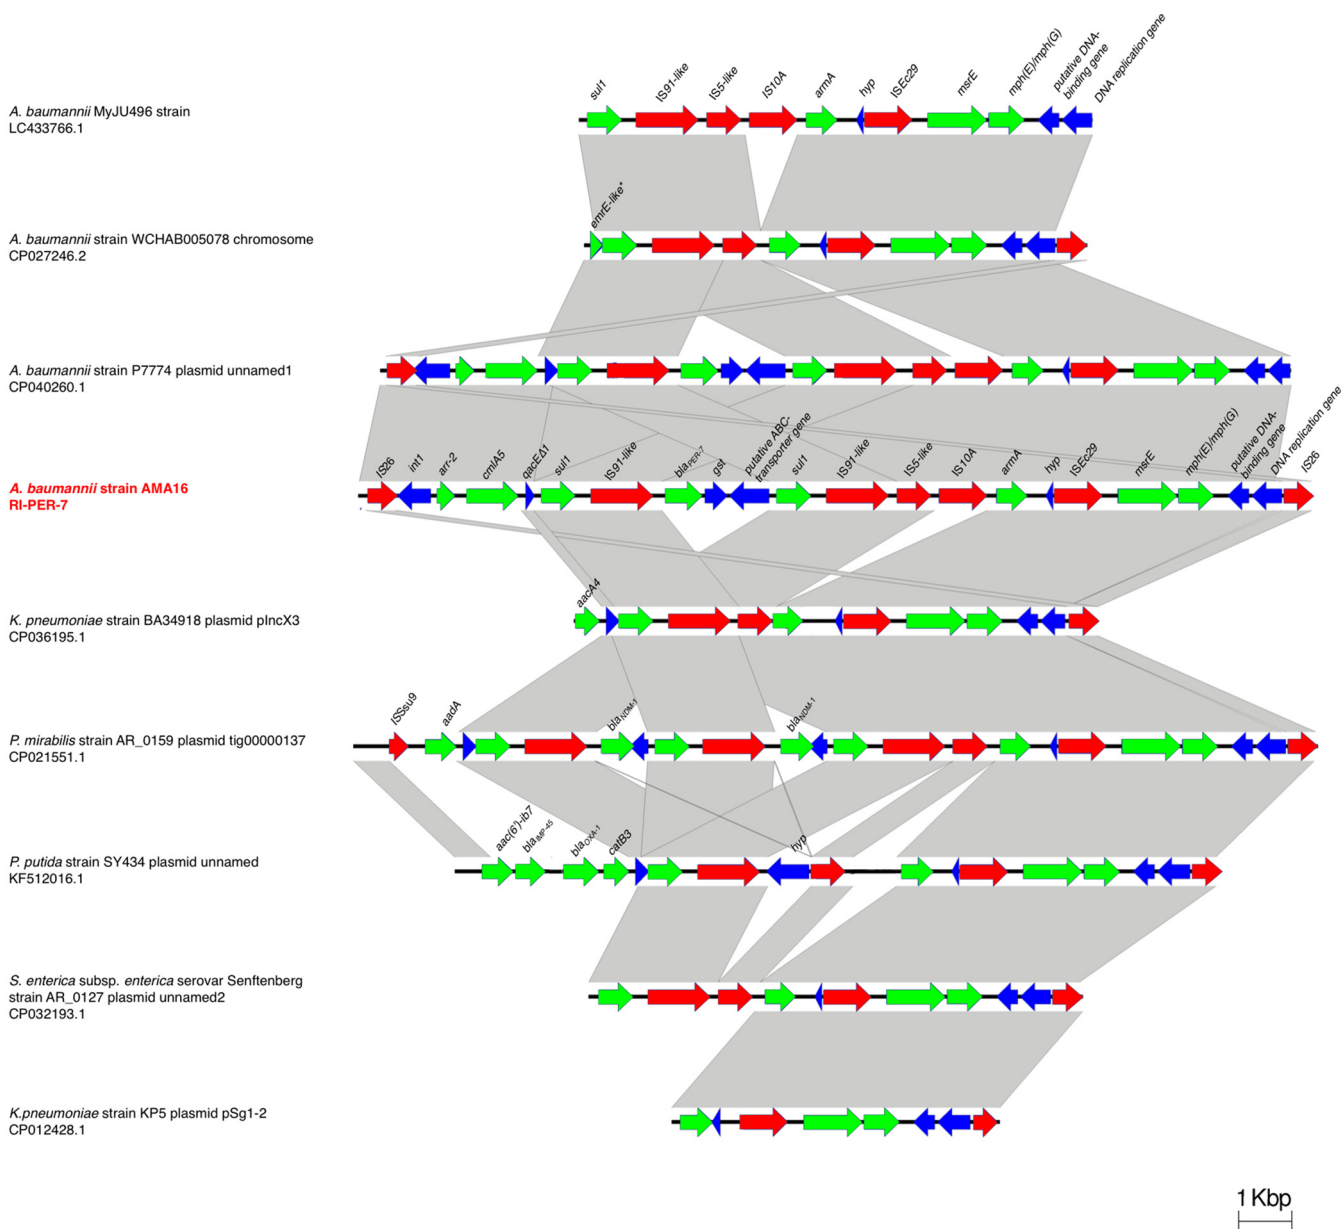 sul1 IS91-like IS5-like IS10A armA hyp ISEc29 msrE mph(E)/mph(G) putative DNA-binding gene DNA replication gene
A. baumannii MyJU496 strain
LC433766.1
emrE-like*
A. baumannii strain WCHAB005078 chromosome
CP027246.2
A. baumannii strain P7774 plasmid unnamed1
CP040260.1
IS26 int1 arr-2 cmlA5 qacEΔ1 sul1 IS91-like blaPER-7 gst putative ABC-transporter gene sul1 IS91-like IS5-like IS10A armA hyp ISEc29 msrE mph(E)/mph(G) putative DNA-binding gene DNA replication gene IS26
A. baumannii strain AMA16
RI-PER-7
aacA4
K. pneumoniae strain BA34918 plasmid pIncX3
CP036195.1
ISSsu9 aadA blaNDM-1 blaNDM-1
P. mirabilis strain AR_0159 plasmid tig00000137
CP021551.1
aac(6')-ib7 blaIMP-45 blaOXA-1 catB3 hyp
P. putida strain SY434 plasmid unnamed
KF512016.1
S. enterica subsp. enterica serovar Senftenberg
strain AR_0127 plasmid unnamed2
CP032193.1
K.pneumoniae strain KP5 plasmid pSg1-2
CP012428.1
1 Kbp